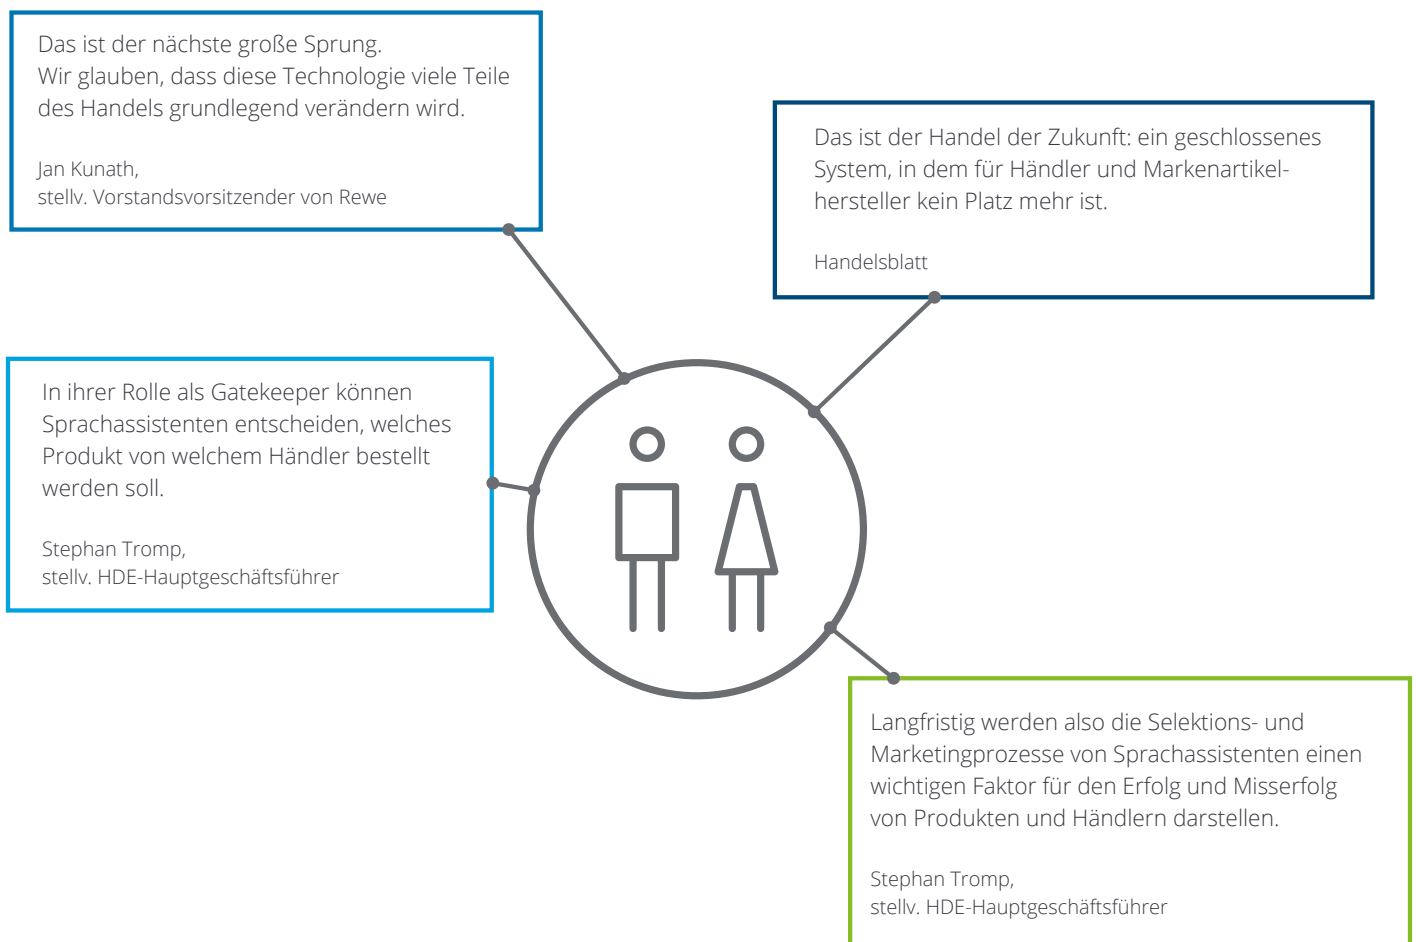 Das ist der nächste große Sprung.
Wir glauben, dass diese Technologie viele Teile
des Handels grundlegend verändern wird.
Jan Kunath,
stellv. Vorstandsvorsitzender von Rewe
Das ist der Handel der Zukunft: ein geschlossenes
System, in dem für Händler und Markenartikel-
hersteller kein Platz mehr ist.
Handelsblatt
In ihrer Rolle als Gatekeeper können
Sprachassistenten entscheiden, welches
Produkt von welchem Händler bestellt
werden soll.
Stephan Tromp,
stellv. HDE-Hauptgeschäftsführer
Langfristig werden also die Selektions- und
Marketingprozesse von Sprachassistenten einen
wichtigen Faktor für den Erfolg und Misserfolg
von Produkten und Händlern darstellen.
Stephan Tromp,
stellv. HDE-Hauptgeschäftsführer